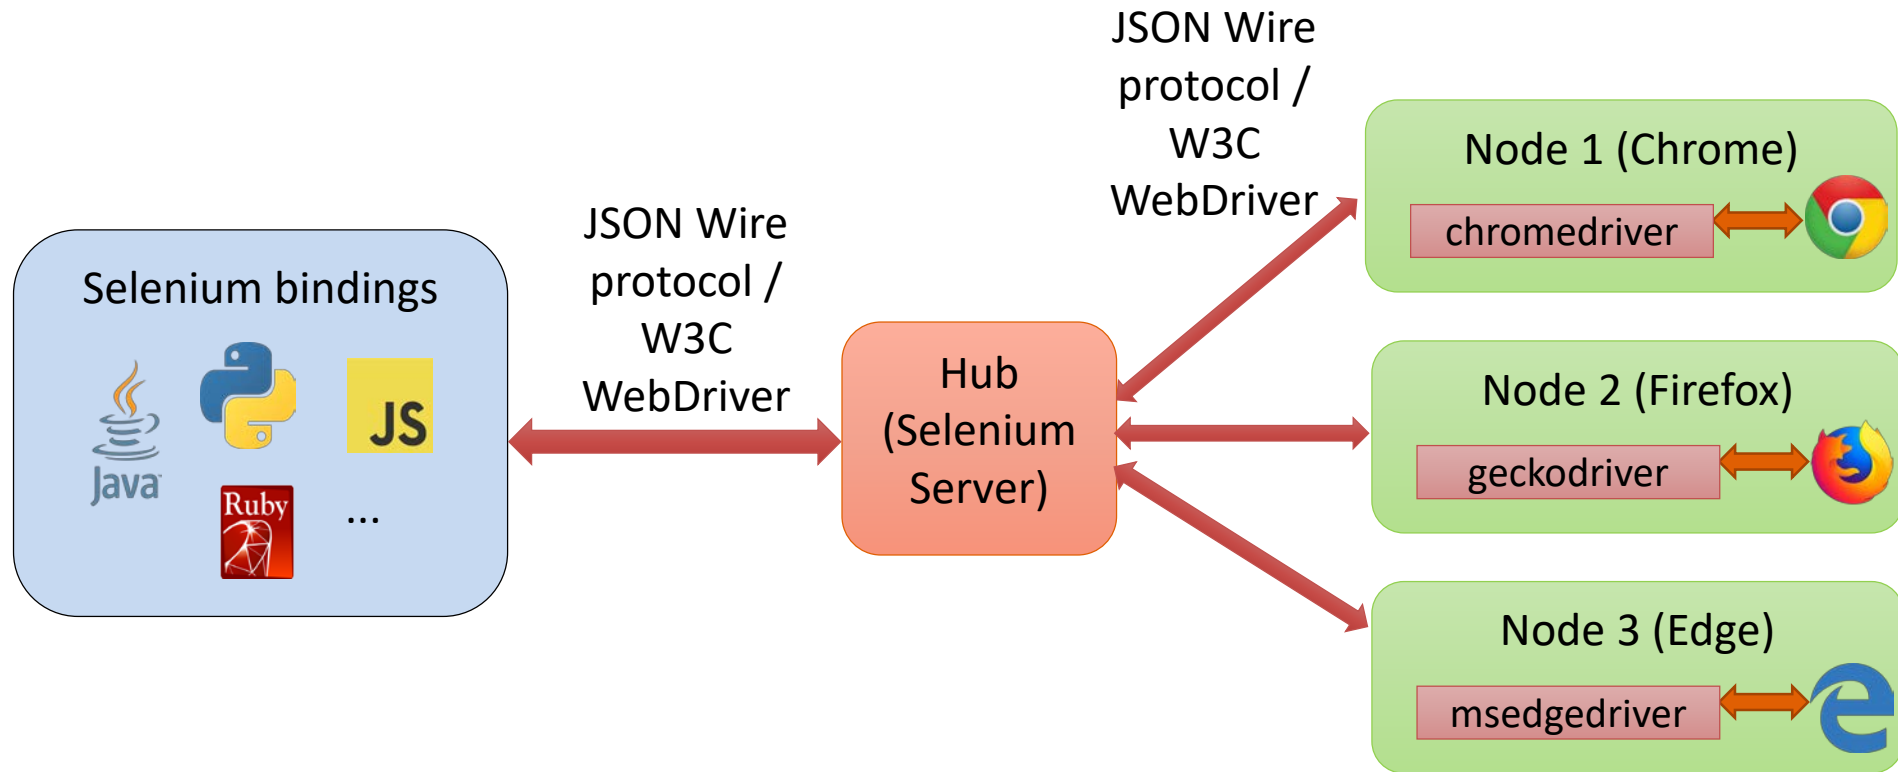 Selenium bindings
Java
JS
Ruby
...
JSON Wire
protocol /
W3C
WebDriver
Hub
(Selenium
Server)
JSON Wire
protocol /
W3C
WebDriver
Node 1 (Chrome)
chromedriver
Node 2 (Firefox)
geckodriver
Node 3 (Edge)
msedgedriver